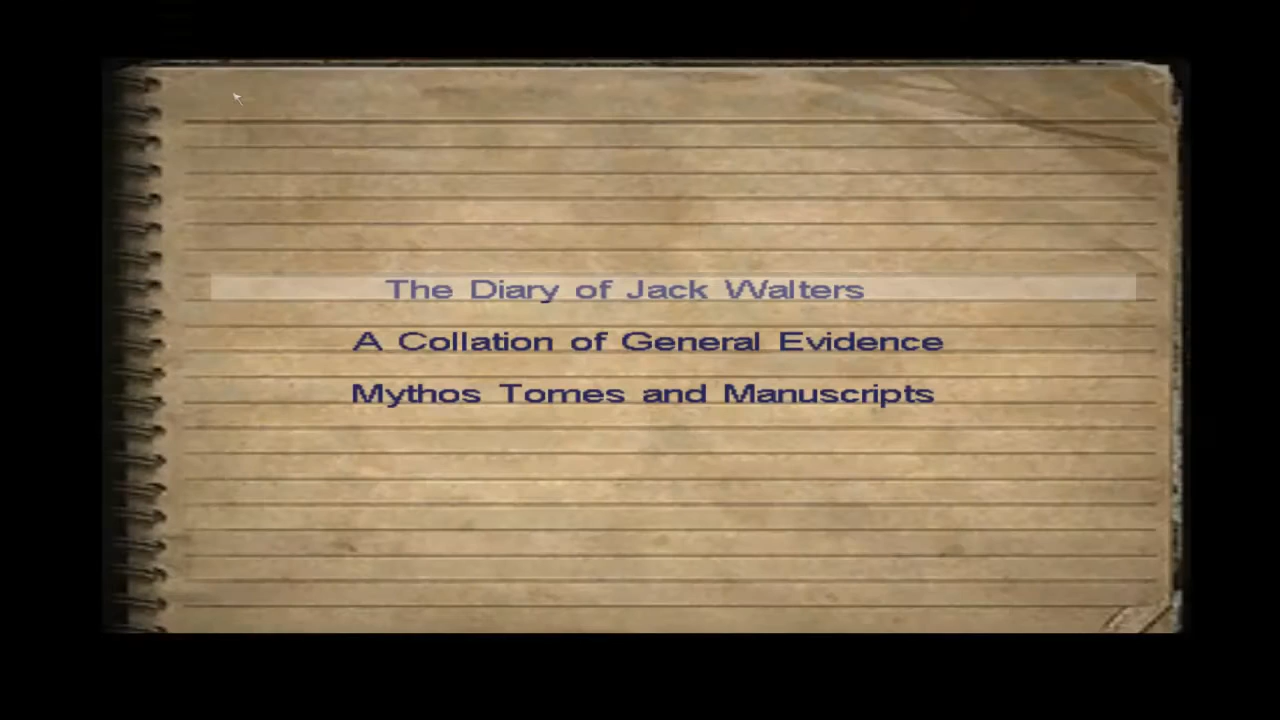 The Diary of Jack Walters
A Collation of General Evidence
Mythos Tomes and Manuscripts